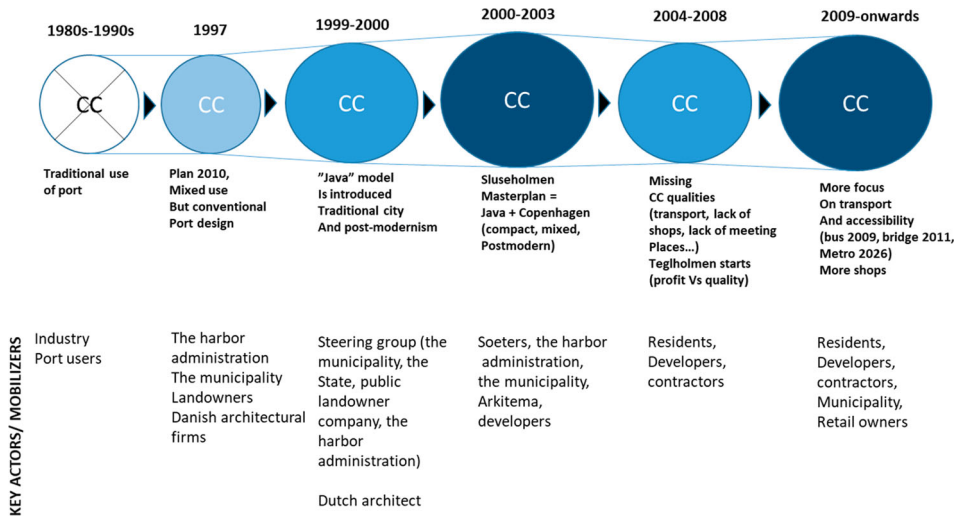 1980s-1990s
1997
1999-2000
2000-2003
2004-2008
2009-onwards
CC
CC
CC
CC
CC
CC
Traditional use
of port
Plan 2010,
Mixed use
But conventional
Port design
”Java” model
Is introduced
Traditional city
And post-modernism
Sluseholmen
Masterplan =
Java + Copenhagen
(compact, mixed,
Postmodern)
Missing
CC qualities
(transport, lack of
shops, lack of meeting
Places...)
Teglholmen starts
(profit Vs quality)
More focus
On transport
And accessibility
(bus 2009, bridge 2011,
Metro 2026)
More shops
KEY ACTORS/ MOBILIZERS
Industry
Port users
The harbor
administration
The municipality
Landowners
Danish architectural
firms
Steering group (the
municipality, the
State, public
landowner
company, the
harbor
administration)
Dutch architect
Soeters, the harbor
administration,
the municipality,
Arkitema,
developers
Residents,
Developers,
contractors
Residents,
Developers,
contractors,
Municipality,
Retail owners